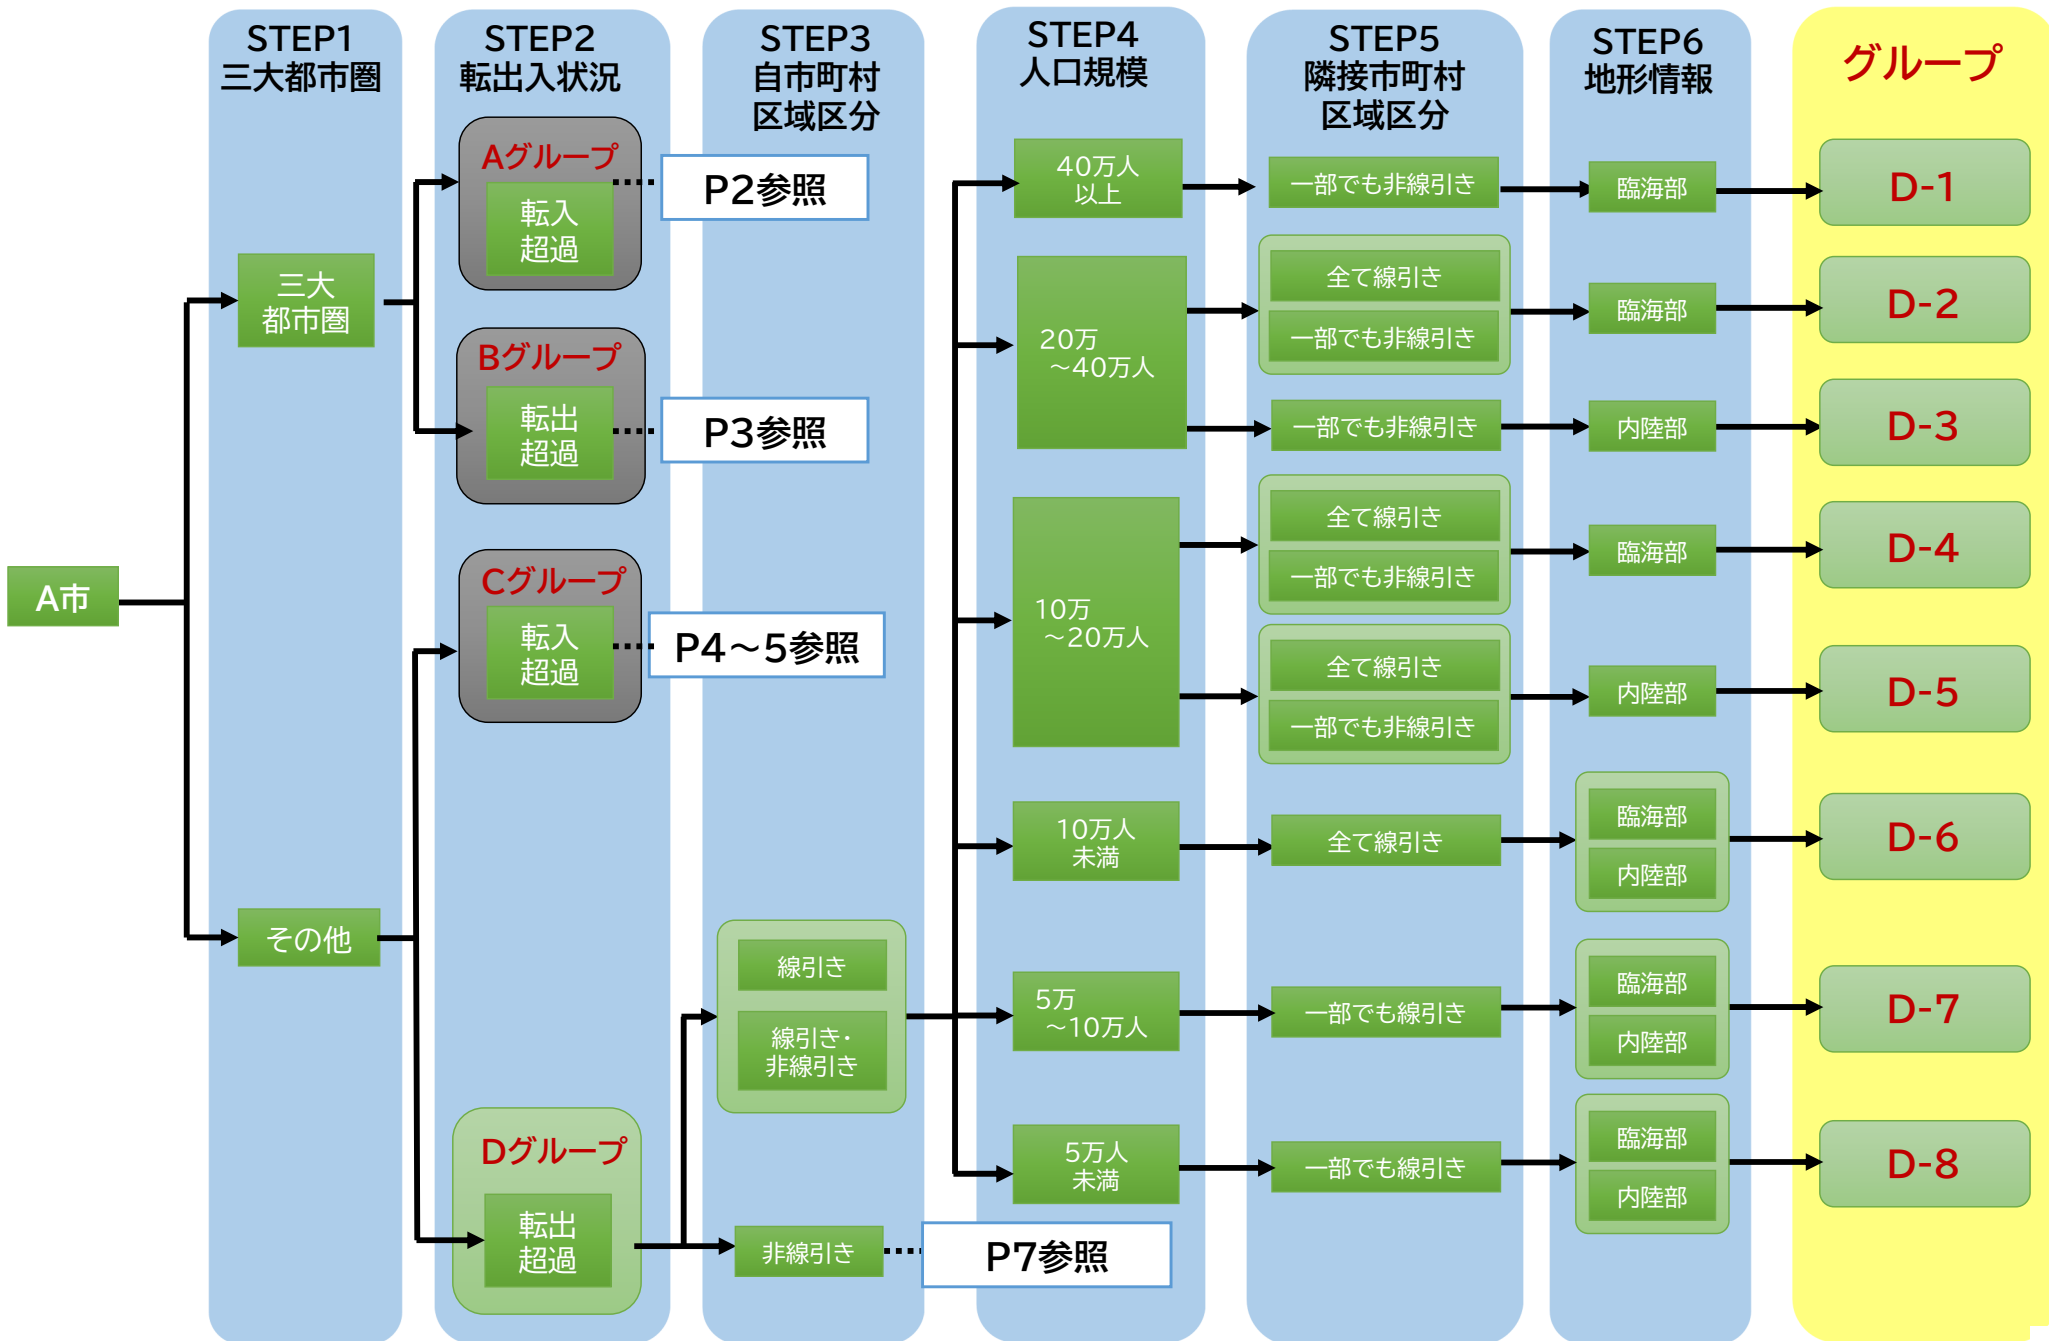 STEP1
三大都市圏
STEP2
転出入状況
STEP3
自市町村
区域区分
STEP4
人口規模
STEP5
隣接市町村
区域区分
STEP6
地形情報
グループ
A市
三大
都市圏
その他
Aグループ
転入
超過
P2参照
Bグループ
転出
超過
P3参照
Cグループ
転入
超過
P4～5参照
Dグループ
転出
超過
線引き
線引き・
非線引き
非線引き
P7参照
40万人
以上
一部でも非線引き
臨海部
D-1
20万
～40万人
全て線引き
一部でも非線引き
臨海部
D-2
一部でも非線引き
内陸部
D-3
10万
～20万人
全て線引き
一部でも非線引き
臨海部
D-4
全て線引き
一部でも非線引き
内陸部
D-5
10万人
未満
全て線引き
臨海部
内陸部
D-6
5万
～10万人
一部でも線引き
臨海部
内陸部
D-7
5万人
未満
一部でも線引き
臨海部
内陸部
D-8